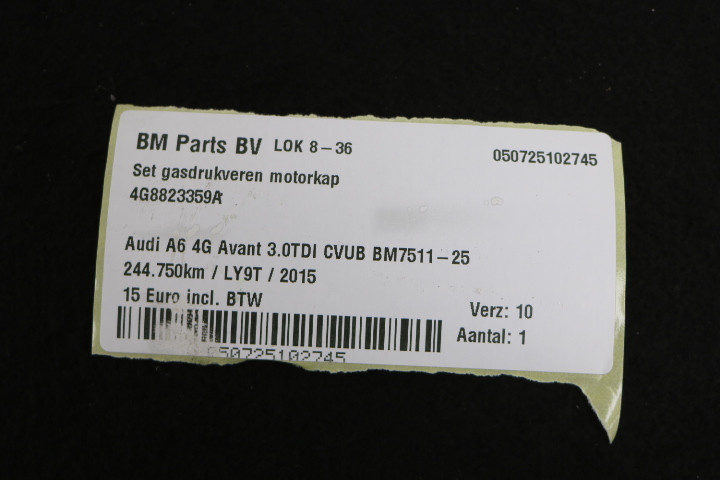 BM Parts BV LOK 8-36 050725102745
Set gasdrukveren motorkap
4G8823359A
Audi A6 4G Avant 3.0TDI CVUB BM7511-25
244.750km / LY9T / 2015
15 Euro incl. BTW
Verz: 10
Aantal: 1
050725102745